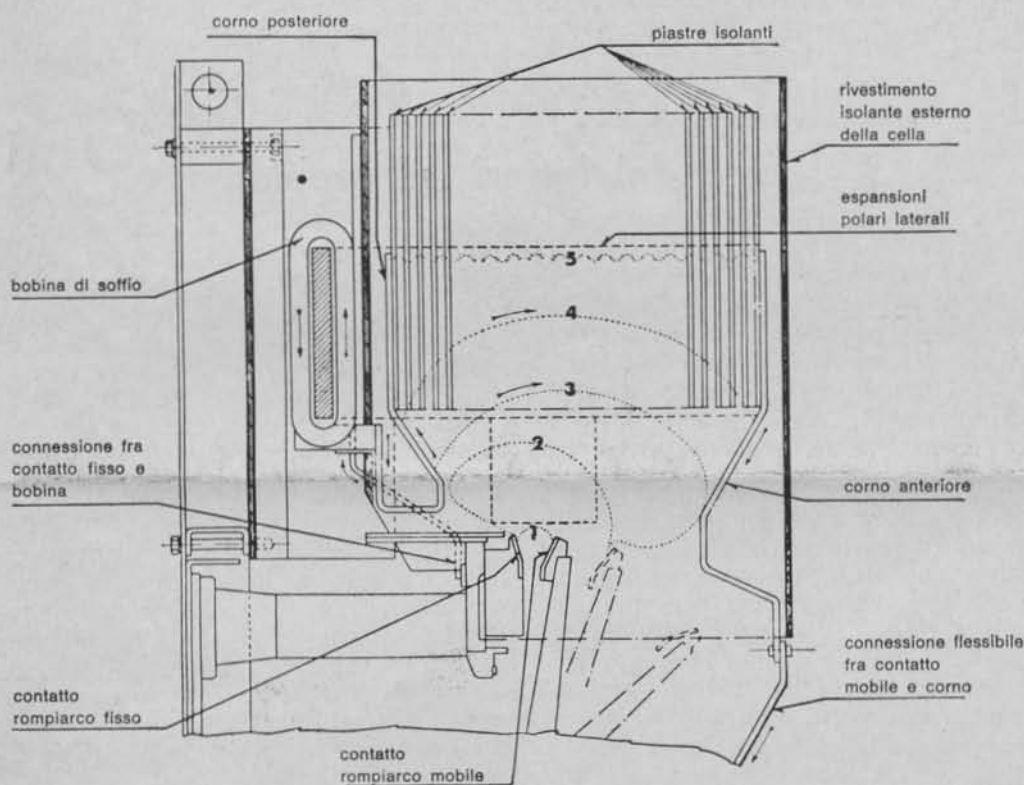 corno posteriore
piastre isolanti
rivestimento
isolante esterno
della cella
espansioni
polari laterali
bobina di soffio
5
4
3
2
1
connessione fra
contatto fisso e
bobina
corno anteriore
contatto
rompiarco fisso
connessione flessibile
fra contatto
mobile e corno
contatto
rompiarco mobile